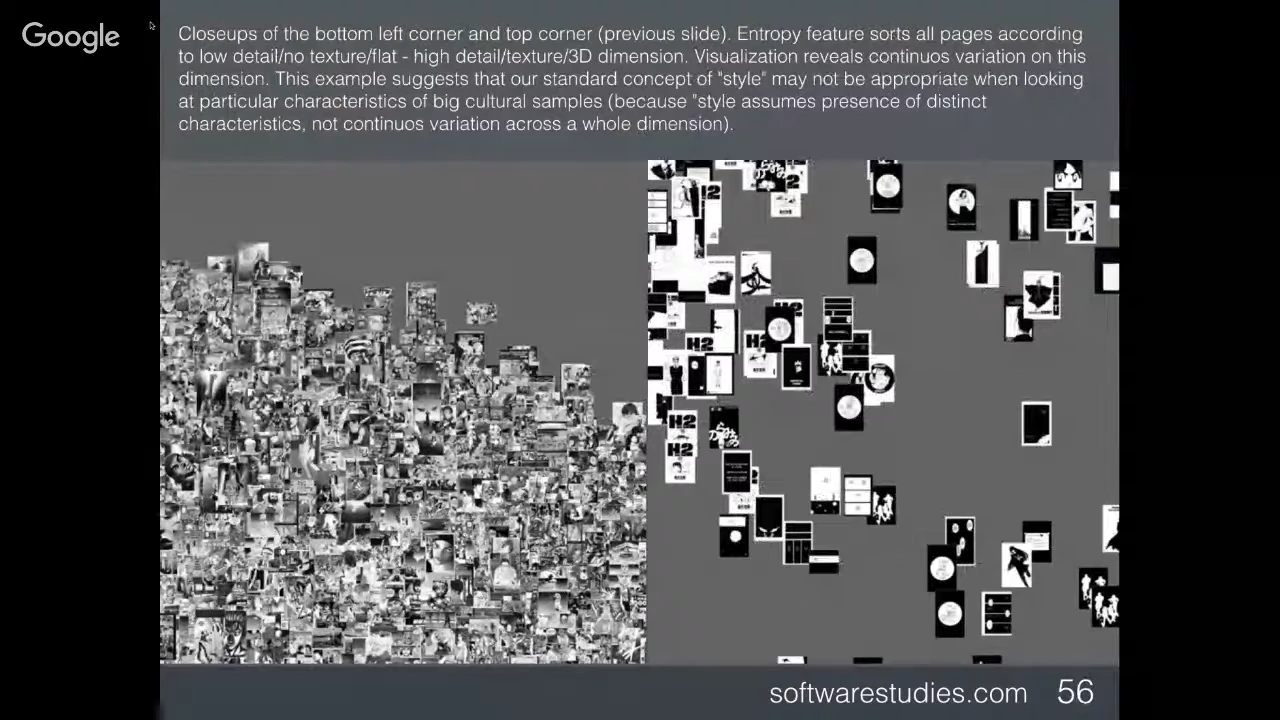 Google
Closeups of the bottom left corner and top corner (previous slide). Entropy feature sorts all pages according
to low detail/no texture/flat - high detail/texture/3D dimension. Visualization reveals continuos variation on this
dimension. This example suggests that our standard concept of "style" may not be appropriate when looking
at particular characteristics of big cultural samples (because "style assumes presence of distinct
characteristics, not continuos variation across a whole dimension).
H2
H2
H2
H2
H2
softwarestudies.com 56